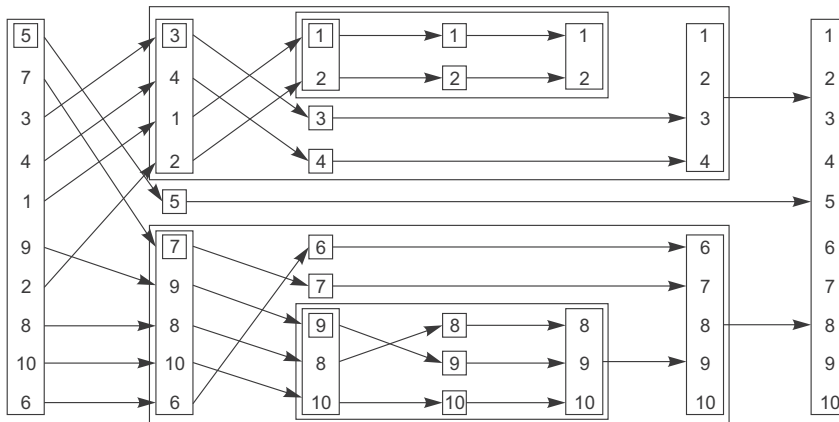 5 3 1 1 1 1 1
7 4 2 2 2 2 2
3 1 3 3 3
4 2 4 4 4
1 5 5
9 7 6 6 6
2 9 7 7 7
8 8 9 8 8 8 8
10 10 8 9 9 9 9
6 6 10 10 10 10 10